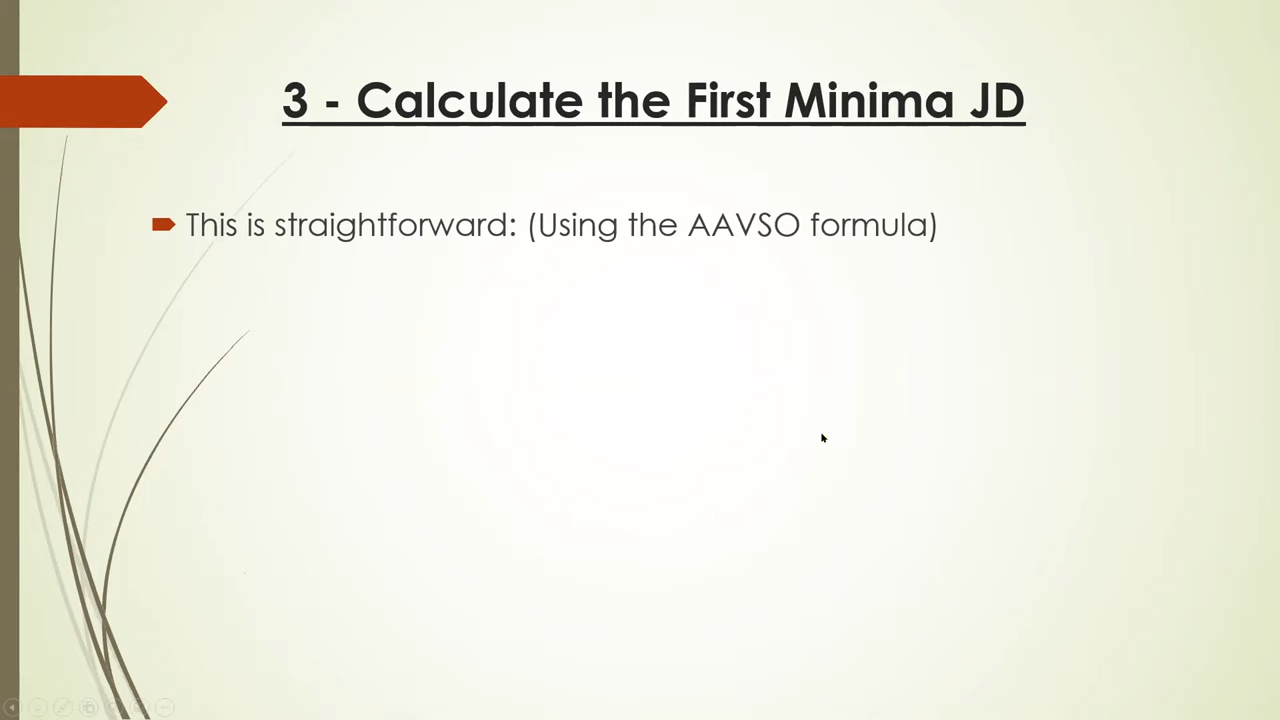 3 - Calculate the First Minima JD
This is straightforward: (Using the AAVSO formula)